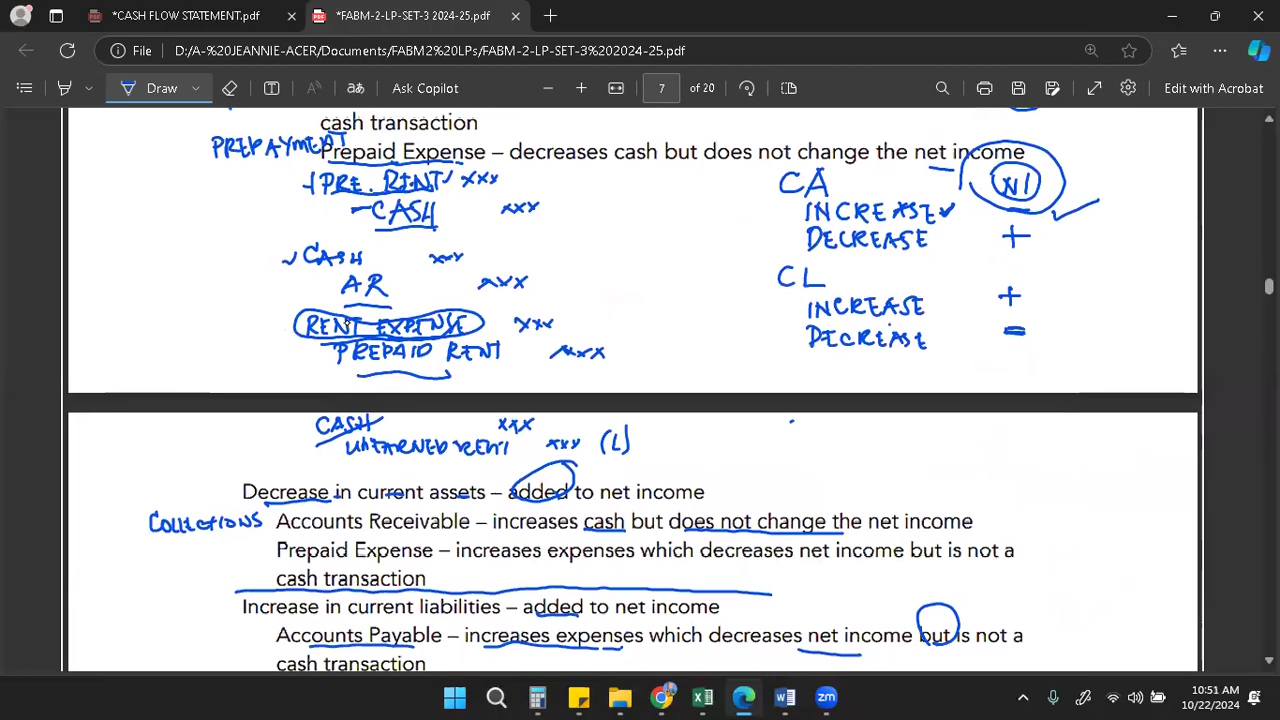 *CASH FLOW STATEMENT.pdf
*FABM-2-LP-SET-3 2024-25.pdf
File
D:/A-%20JEANNIE-ACER/Documents/FABM2%20LPs/FABM-2-LP-SET-3%202024-25.pdf
Draw
Ask Copilot
7 of 20
Edit with Acrobat
cash transaction
PREPAYMENT
Prepaid Expense – decreases cash but does not change the net income
+PRE. RENT xxx
-CASH xxx
CASH xxx
AR xxx
RENT EXPENSE xxx
PREPAID RENT xxx
CA NI
INCREASE -
DECREASE +
CL
INCREASE +
DECREASE =
CASH xxx
UNEARNED RENT xxx (L)
Decrease in current assets – added to net income
COLLECTIONS
Accounts Receivable – increases cash but does not change the net income
Prepaid Expense – increases expenses which decreases net income but is not a
cash transaction
Increase in current liabilities – added to net income
Accounts Payable – increases expenses which decreases net income but is not a
cash transaction
10:51 AM
10/22/2024